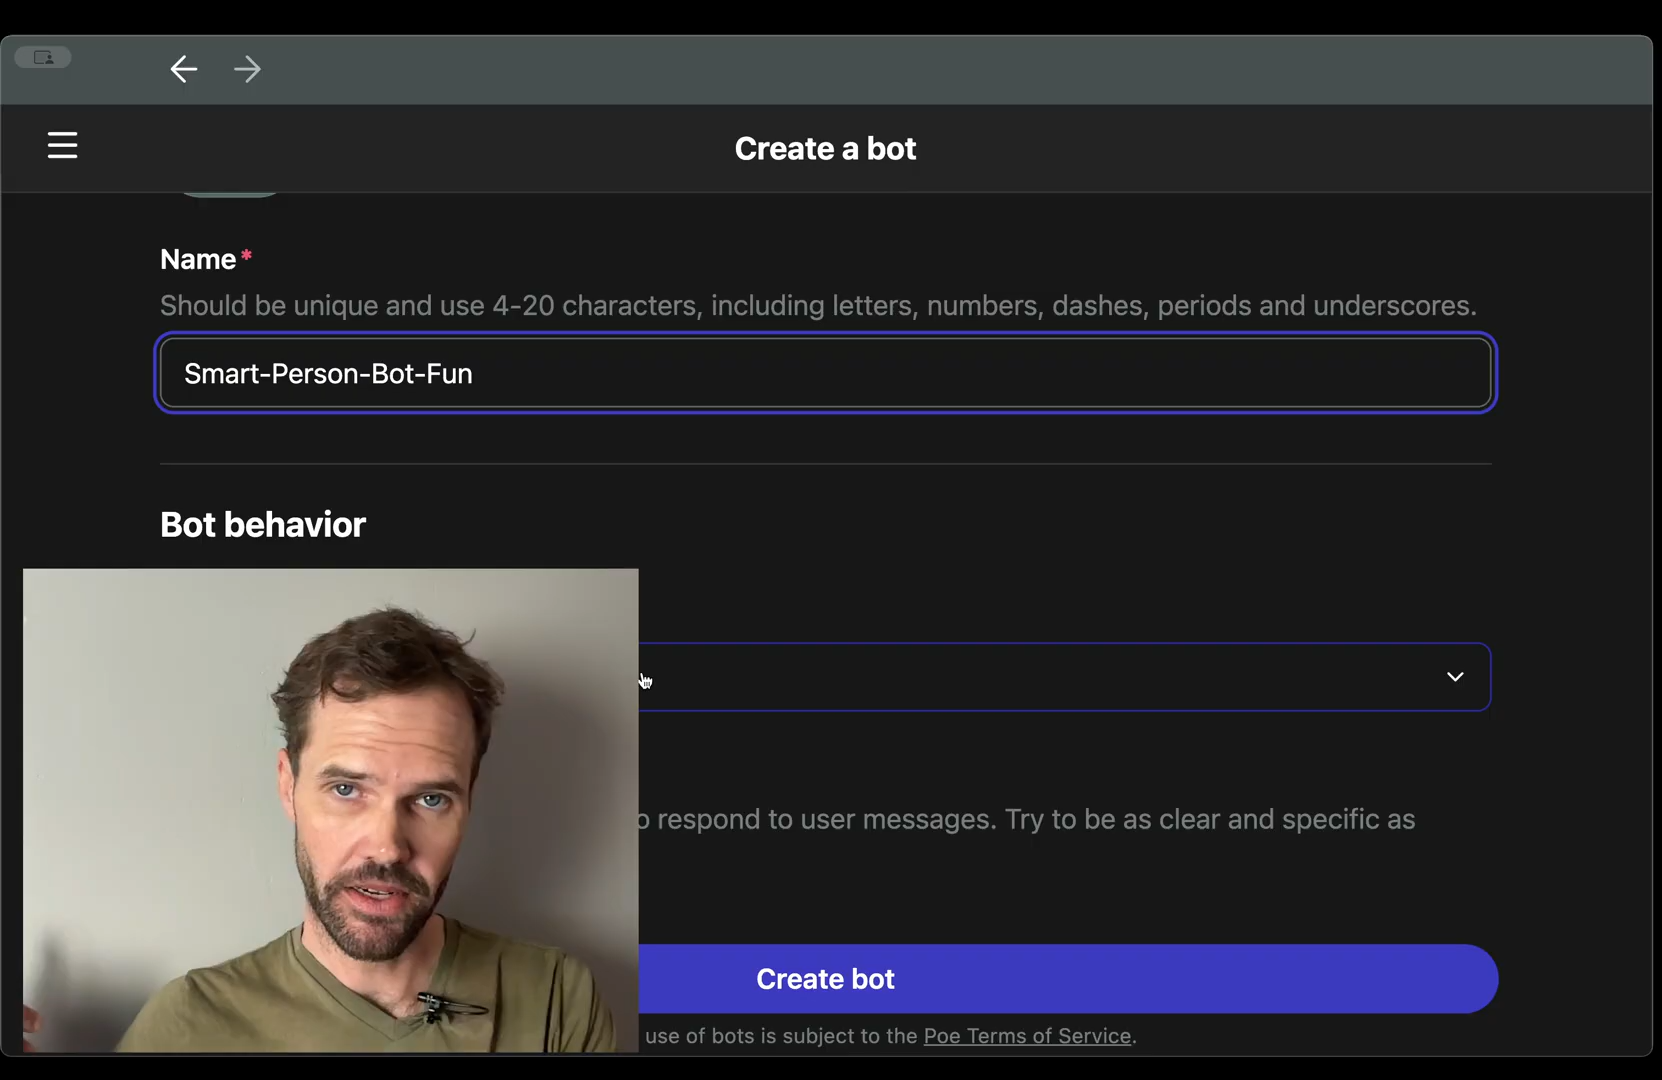 Create a bot
Name*
Should be unique and use 4-20 characters, including letters, numbers, dashes, periods and underscores.
Smart-Person-Bot-Fun
Bot behavior
respond to user messages. Try to be as clear and specific as
Create bot
use of bots is subject to the Poe Terms of Service.